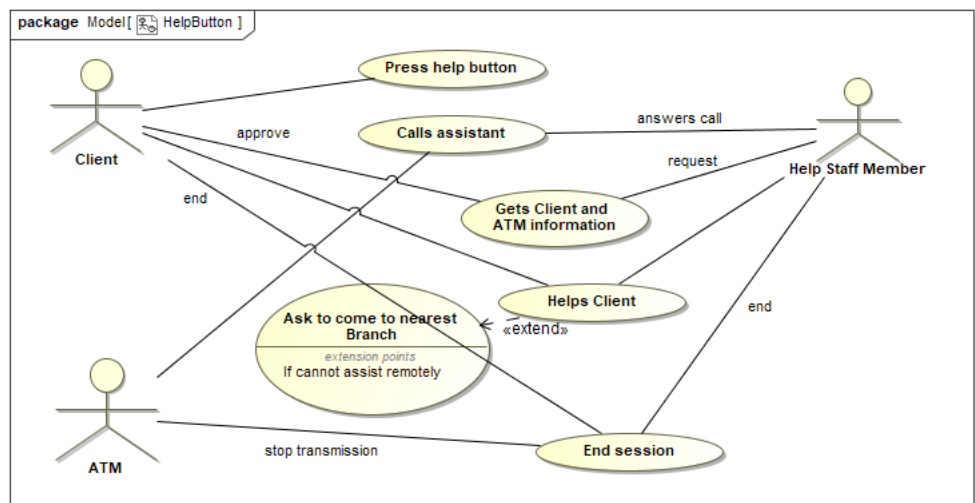 package Model [ HelpButton ]
Press help button
Client
approve
Calls assistant
answers call
Help Staff Member
request
end
Gets Client and
ATM information
Helps Client
end
Ask to come to nearest
Branch
extension points
If cannot assist remotely
«extend»
ATM
stop transmission
End session